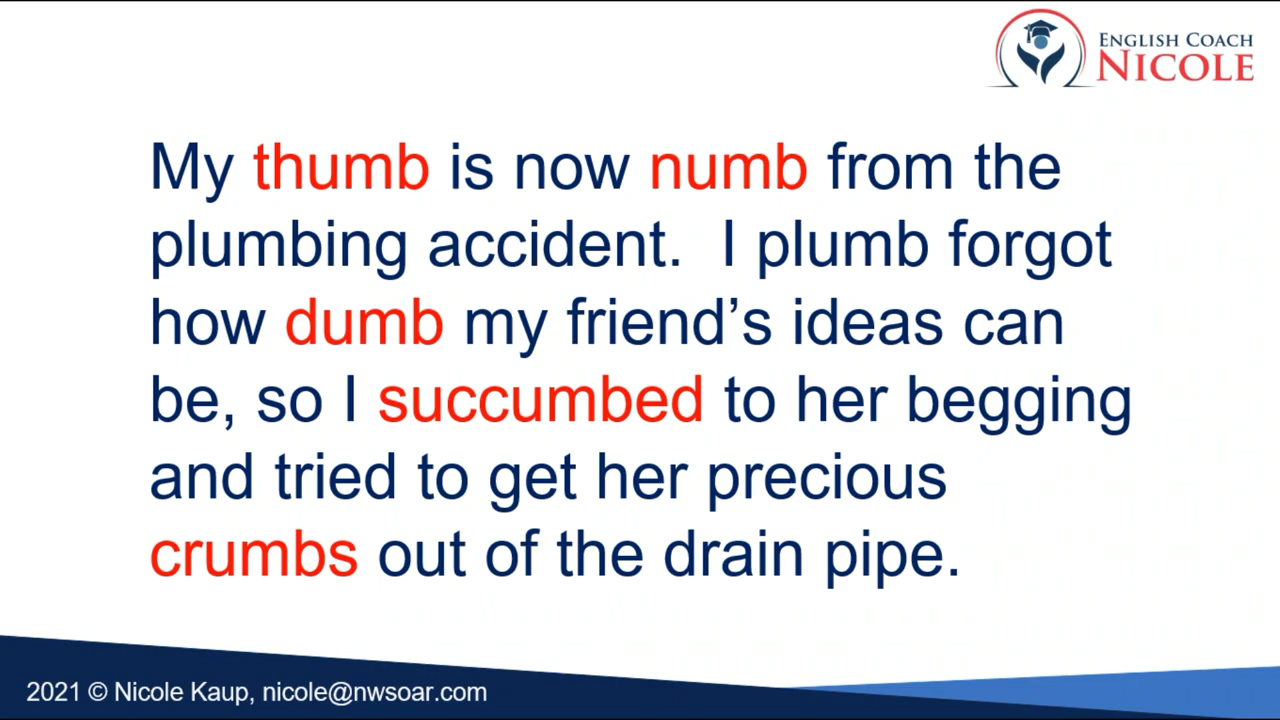 ENGLISH COACH
NICOLE
My thumb is now numb from the
plumbing accident.  I plumb forgot
how dumb my friend’s ideas can
be, so I succumbed to her begging
and tried to get her precious
crumbs out of the drain pipe.
2021 © Nicole Kaup, nicole@nwsoar.com